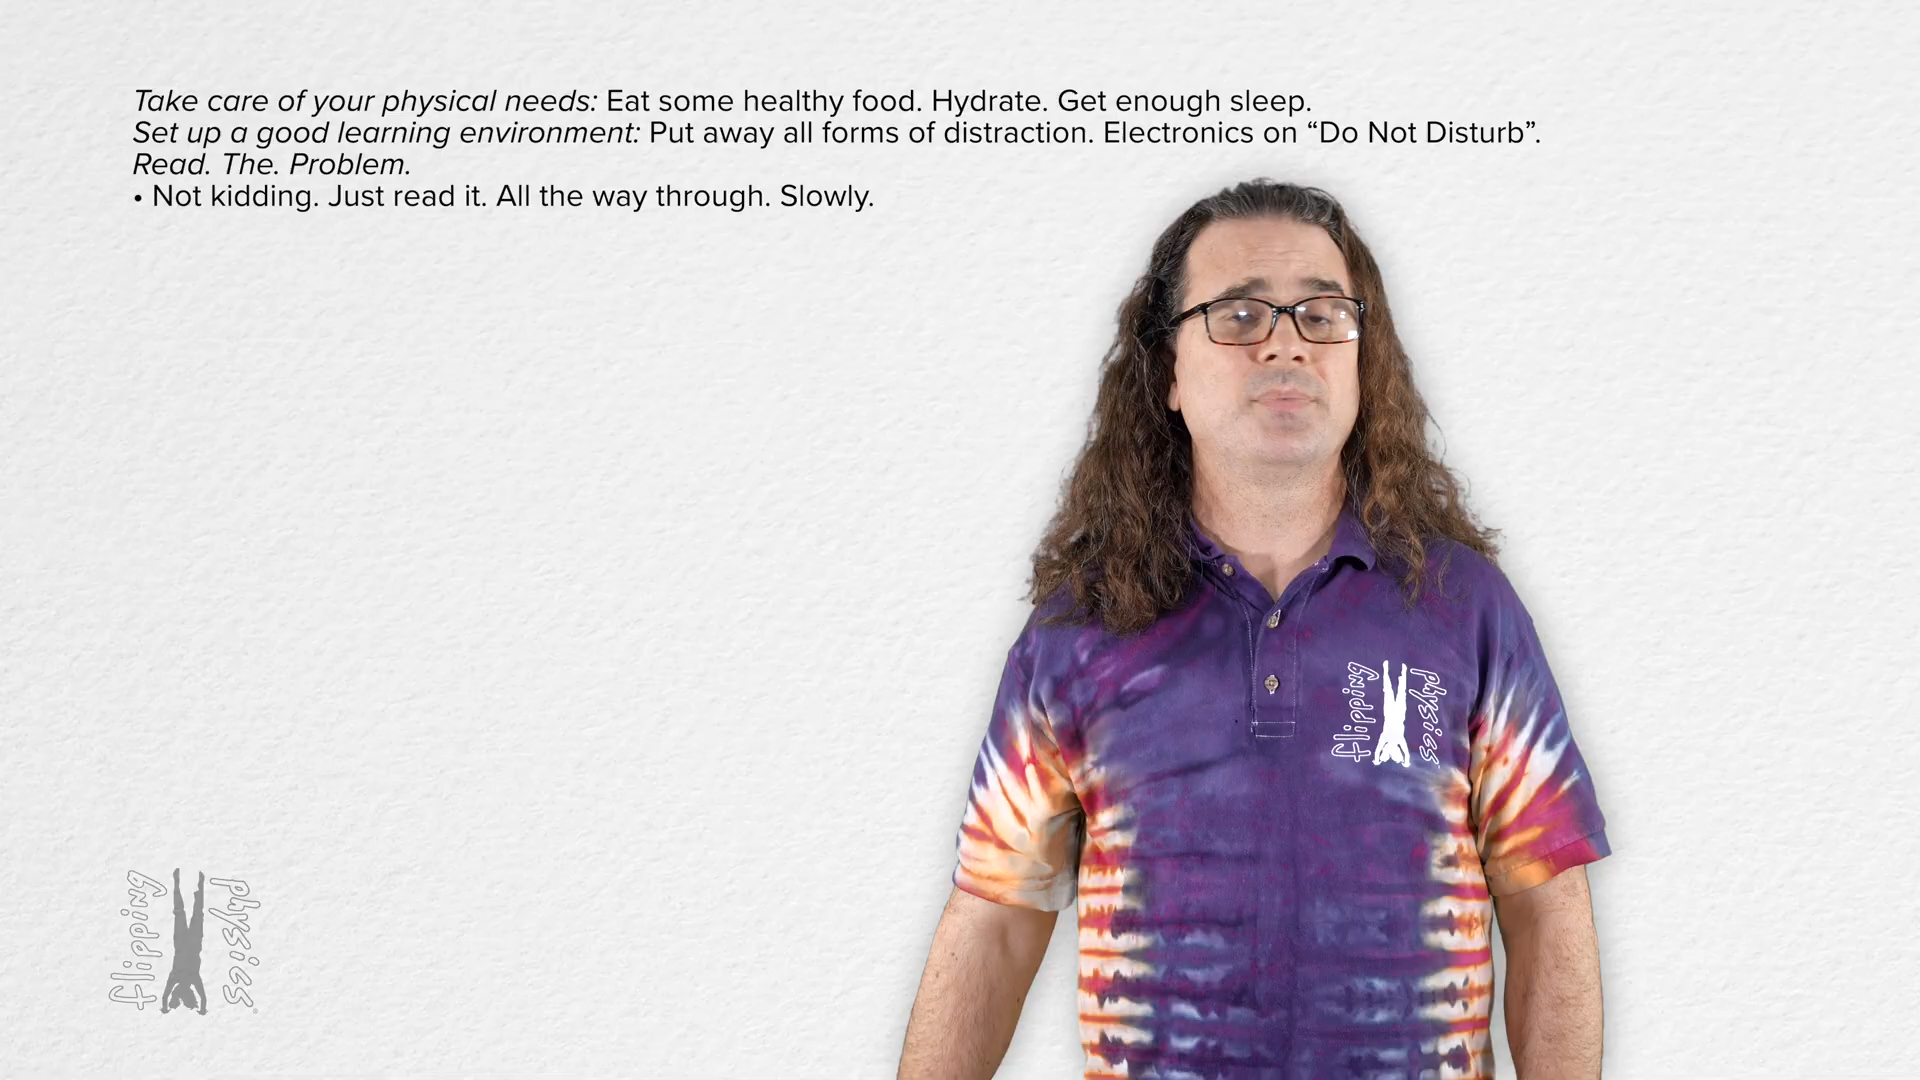 Take care of your physical needs: Eat some healthy food. Hydrate. Get enough sleep.
Set up a good learning environment: Put away all forms of distraction. Electronics on “Do Not Disturb”.
Read. The. Problem.
• Not kidding. Just read it. All the way through. Slowly.
flipping
physics
flipping
physics